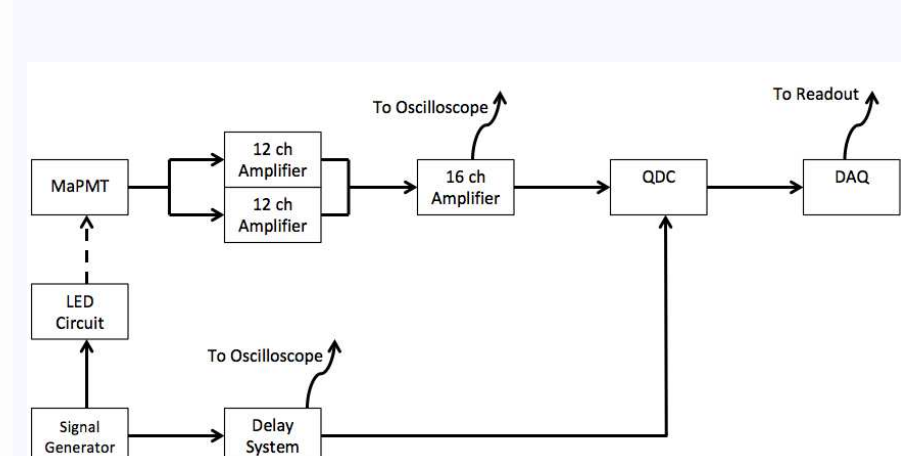 To Readout
To Oscilloscope
12 ch
Amplifier
MaPMT
16 ch
Amplifier
QDC
DAQ
12 ch
Amplifier
LED
Circuit
To Oscilloscope
Signal
Generator
Delay
System